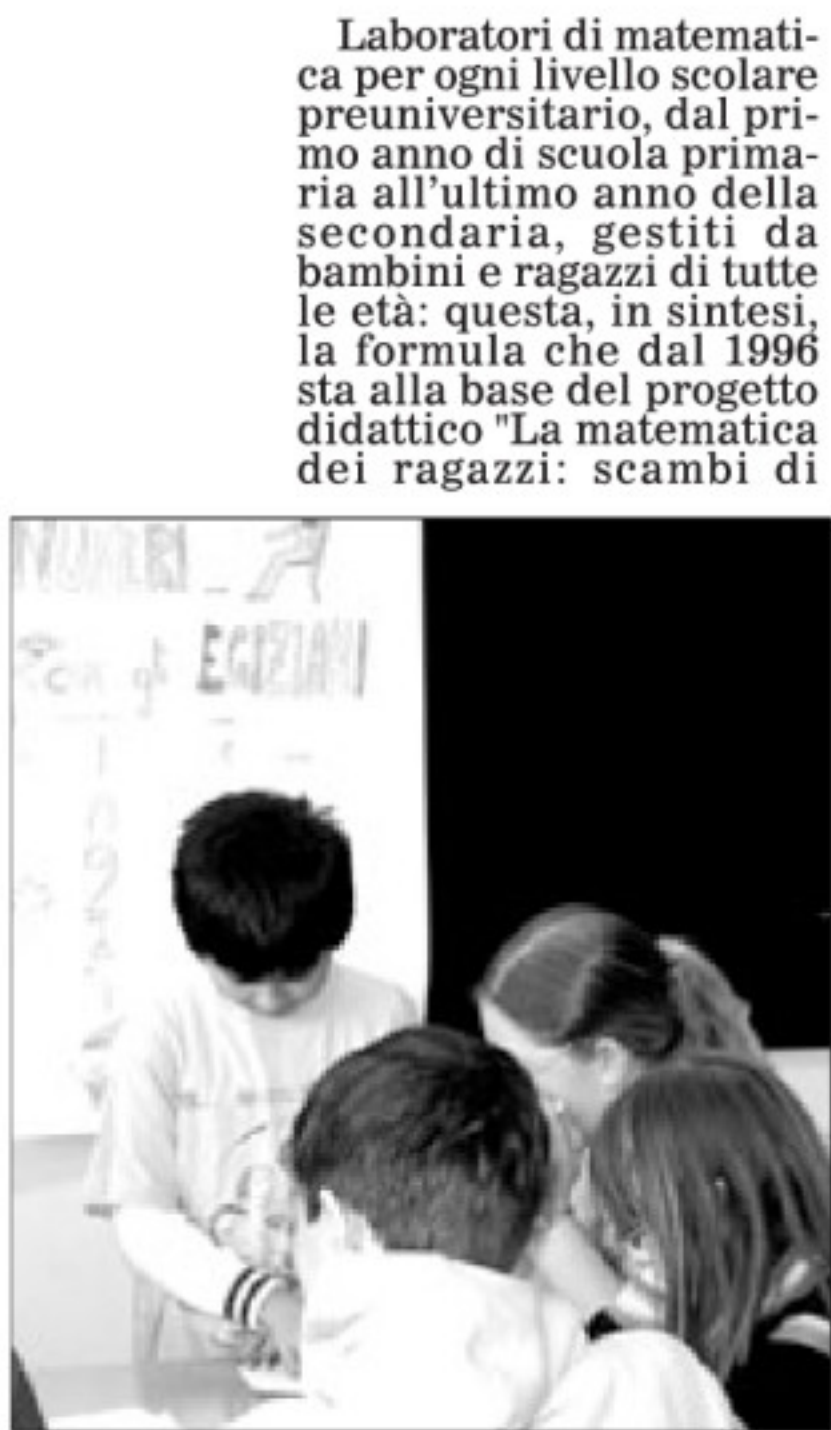 Laboratori di matemati-
ca per ogni livello scolare
preuniversitario, dal pri-
mo anno di scuola prima-
ria all'ultimo anno della
secondaria, gestiti da
bambini e ragazzi di tutte
le età: questa, in sintesi,
la formula che dal 1996
sta alla base del progetto
didattico "La matematica
dei ragazzi: scambi di
NUMERI
EGIZIANI